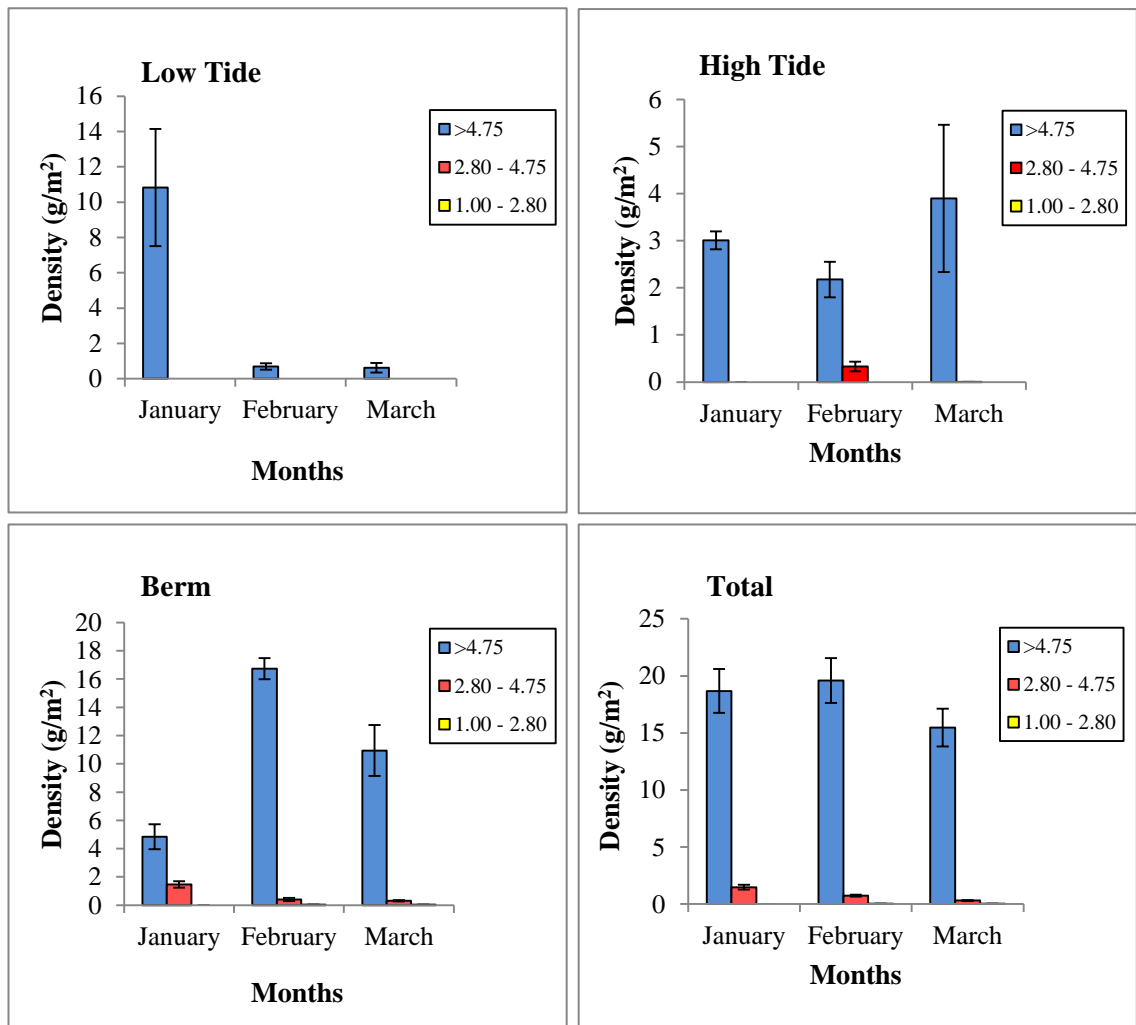 Low Tide
Density (g/m²)
16
14
12
10
8
6
4
2
0
January February March
Months
>4.75
2.80 - 4.75
1.00 - 2.80
High Tide
Density (g/m²)
6
5
4
3
2
1
0
January February March
Months
>4.75
2.80 - 4.75
1.00 - 2.80
Berm
Density (g/m²)
20
18
16
14
12
10
8
6
4
2
0
January February March
Months
>4.75
2.80 - 4.75
1.00 - 2.80
Total
Density (g/m²)
25
20
15
10
5
0
January February March
Months
>4.75
2.80 - 4.75
1.00 - 2.80